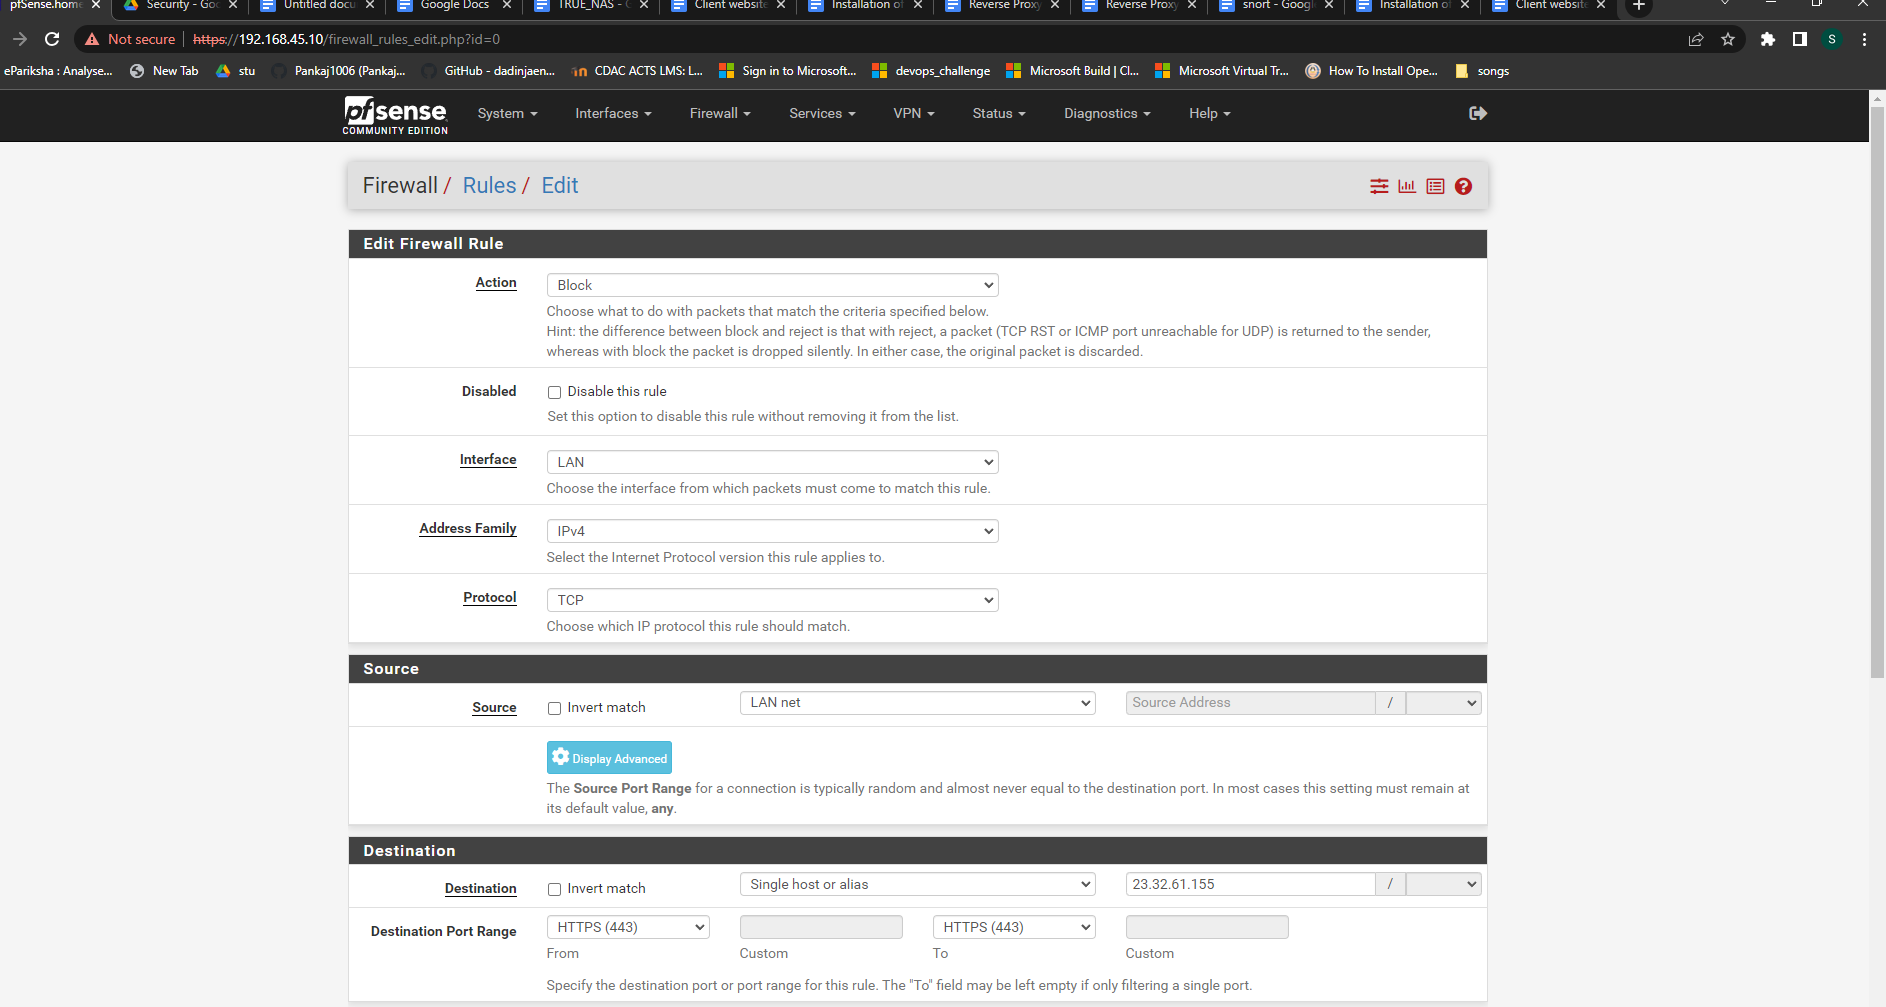 pfSense.home
Security - Goo
Untitled docu
Google Docs
TRUE_NAS - G
Client website
Installation of
Reverse Proxy
Reverse Proxy
snort - Google
Installation of
Client website
Not secure
https://192.168.45.10/firewall_rules_edit.php?id=0
S
ePariksha : Analyse...
New Tab
stu
Pankaj1006 (Pankaj...
GitHub - dadinjaen...
CDAC ACTS LMS: L...
Sign in to Microsoft...
devops_challenge
Microsoft Build | Cl...
Microsoft Virtual Tr...
How To Install Ope...
songs
pfsense
COMMUNITY EDITION
System
Interfaces
Firewall
Services
VPN
Status
Diagnostics
Help
Firewall / Rules / Edit
Edit Firewall Rule
Action
Block
Choose what to do with packets that match the criteria specified below.
Hint: the difference between block and reject is that with reject, a packet (TCP RST or ICMP port unreachable for UDP) is returned to the sender,
whereas with block the packet is dropped silently. In either case, the original packet is discarded.
Disabled
Disable this rule
Set this option to disable this rule without removing it from the list.
Interface
LAN
Choose the interface from which packets must come to match this rule.
Address Family
IPv4
Select the Internet Protocol version this rule applies to.
Protocol
TCP
Choose which IP protocol this rule should match.
Source
Source
Invert match
LAN net
Source Address
/
Display Advanced
The Source Port Range for a connection is typically random and almost never equal to the destination port. In most cases this setting must remain at
its default value, any.
Destination
Destination
Invert match
Single host or alias
23.32.61.155
/
Destination Port Range
HTTPS (443)
HTTPS (443)
From
Custom
To
Custom
Specify the destination port or port range for this rule. The "To" field may be left empty if only filtering a single port.